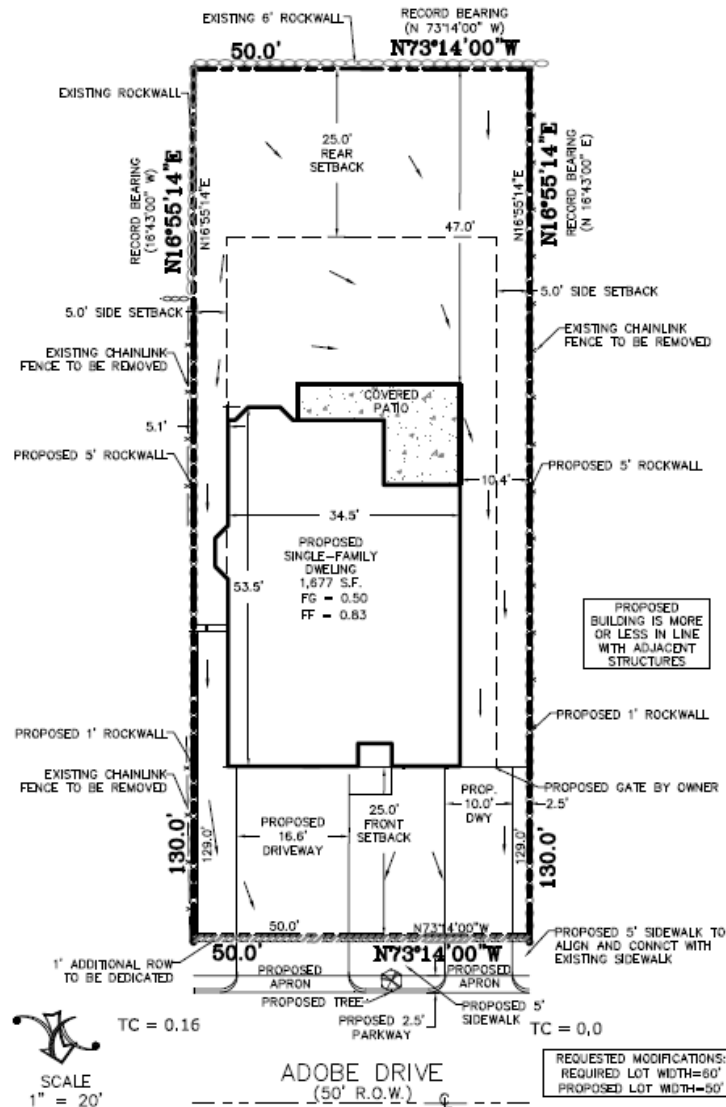 EXISTING 6' ROCKWALL
RECORD BEARING
(N 73°14'00" W)
50.0'
N73°14'00"W
EXISTING ROCKWALL
25.0'
REAR
SETBACK
RECORD BEARING
(16°43'00" W)
N16°55'14"E
N16°55'14"E
N16°55'14"E
N16°55'14"E
RECORD BEARING
(N 16°43'00" E)
47.0'
5.0' SIDE SETBACK
5.0' SIDE SETBACK
EXISTING CHAINLINK
FENCE TO BE REMOVED
EXISTING CHAINLINK
FENCE TO BE REMOVED
COVERED
PATIO
5.1'
PROPOSED 5' ROCKWALL
10.4'
PROPOSED 5' ROCKWALL
34.5'
PROPOSED
SINGLE-FAMILY
DWELING
1,677 S.F.
FG = 0.50
FF = 0.83
53.5'
PROPOSED
BUILDING IS MORE
OR LESS IN LINE
WITH ADJACENT
STRUCTURES
PROPOSED 1' ROCKWALL
PROPOSED 1' ROCKWALL
EXISTING CHAINLINK
FENCE TO BE REMOVED
PROPOSED GATE BY OWNER
PROPOSED
16.6'
DRIVEWAY
25.0'
FRONT
SETBACK
PROP.
10.0'
DWY
2.5'
130.0'
129.0'
129.0'
130.0'
50.0'
N73°14'00"W
50.0'
N73°14'00"W
PROPOSED 5' SIDEWALK TO
ALIGN AND CONNCT WITH
EXISTING SIDEWALK
1' ADDITIONAL ROW
TO BE DEDICATED
PROPOSED
APRON
PROPOSED
APRON
PROPOSED TREE
PROPOSED 5'
SIDEWALK
PRPOSED 2.5'
PARKWAY
TC = 0.16
TC = 0,0
SCALE
1" = 20'
ADOBE DRIVE
(50' R.O.W.)
REQUESTED MODIFICATIONS:
REQUIRED LOT WIDTH=60'
PROPOSED LOT WIDTH=50'